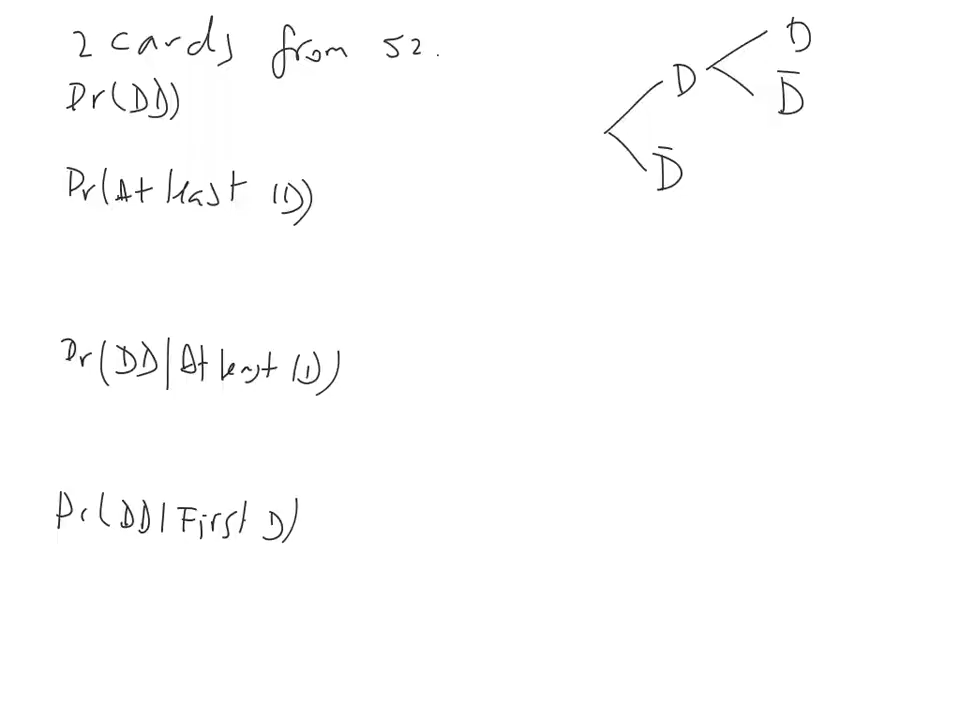 2 cards from 52.
Pr(DD)
Pr(At least 1D)
Pr(DD|At least 1D)
Pr(DD|First D)
D
D̄
D
D̄